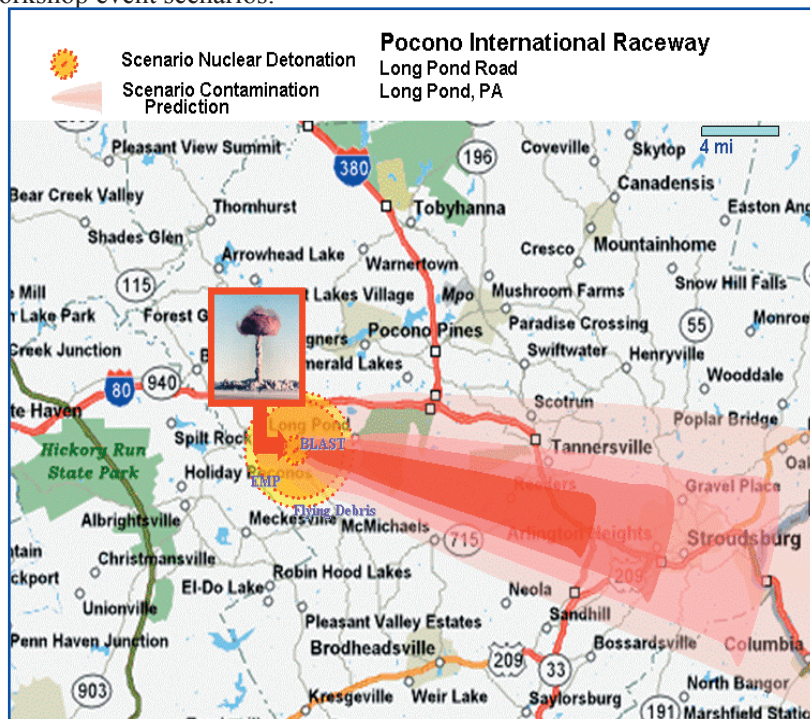 orkshop event scenarios.
Scenario Nuclear Detonation
Scenario Contamination
Prediction
Pocono International Raceway
Long Pond Road
Long Pond, PA
4 mi
Pleasant View Summit
380
196
Coveville
Skytop
Canadensis
Bear Creek Valley
Thornhurst
Tobyhanna
Easton
Shades Glen
Arrowhead Lake
Warnertown
Cresco
Mountainhome
115
Mill
Lake Park
Forest
t Lakes Village
Mpo
Mushroom Farms
Snow Hill Falls
Paradise Crossing
55
Monroe
Creek Junction
gners
Pocono Pines
merald Lakes
Swiftwater
Henryville
80
940
Wooddale
te Haven
Scotrun
Poplar Bridge
Long Pond
Spilt Rock
BLAST
Tannersville
Hickory Run
State Park
Holiday Poconos
EMP
Reeders
Gravel Place
Albrightsville
Flying Debris
Meckesville
McMichaels
715
Arlington Heights
Stroudsburg
ntain
Christmansville
ckport
Robin Hood Lakes
209
El-Do Lake
Neola
Unionville
Sandhill
Pleasant Valley Estates
Penn Haven Junction
Brodheadsville
209
33
Bossardsville
Columbia
903
Kresgeville
Weir Lake
Saylorsburg
North Bangor
191
Marshfield Static